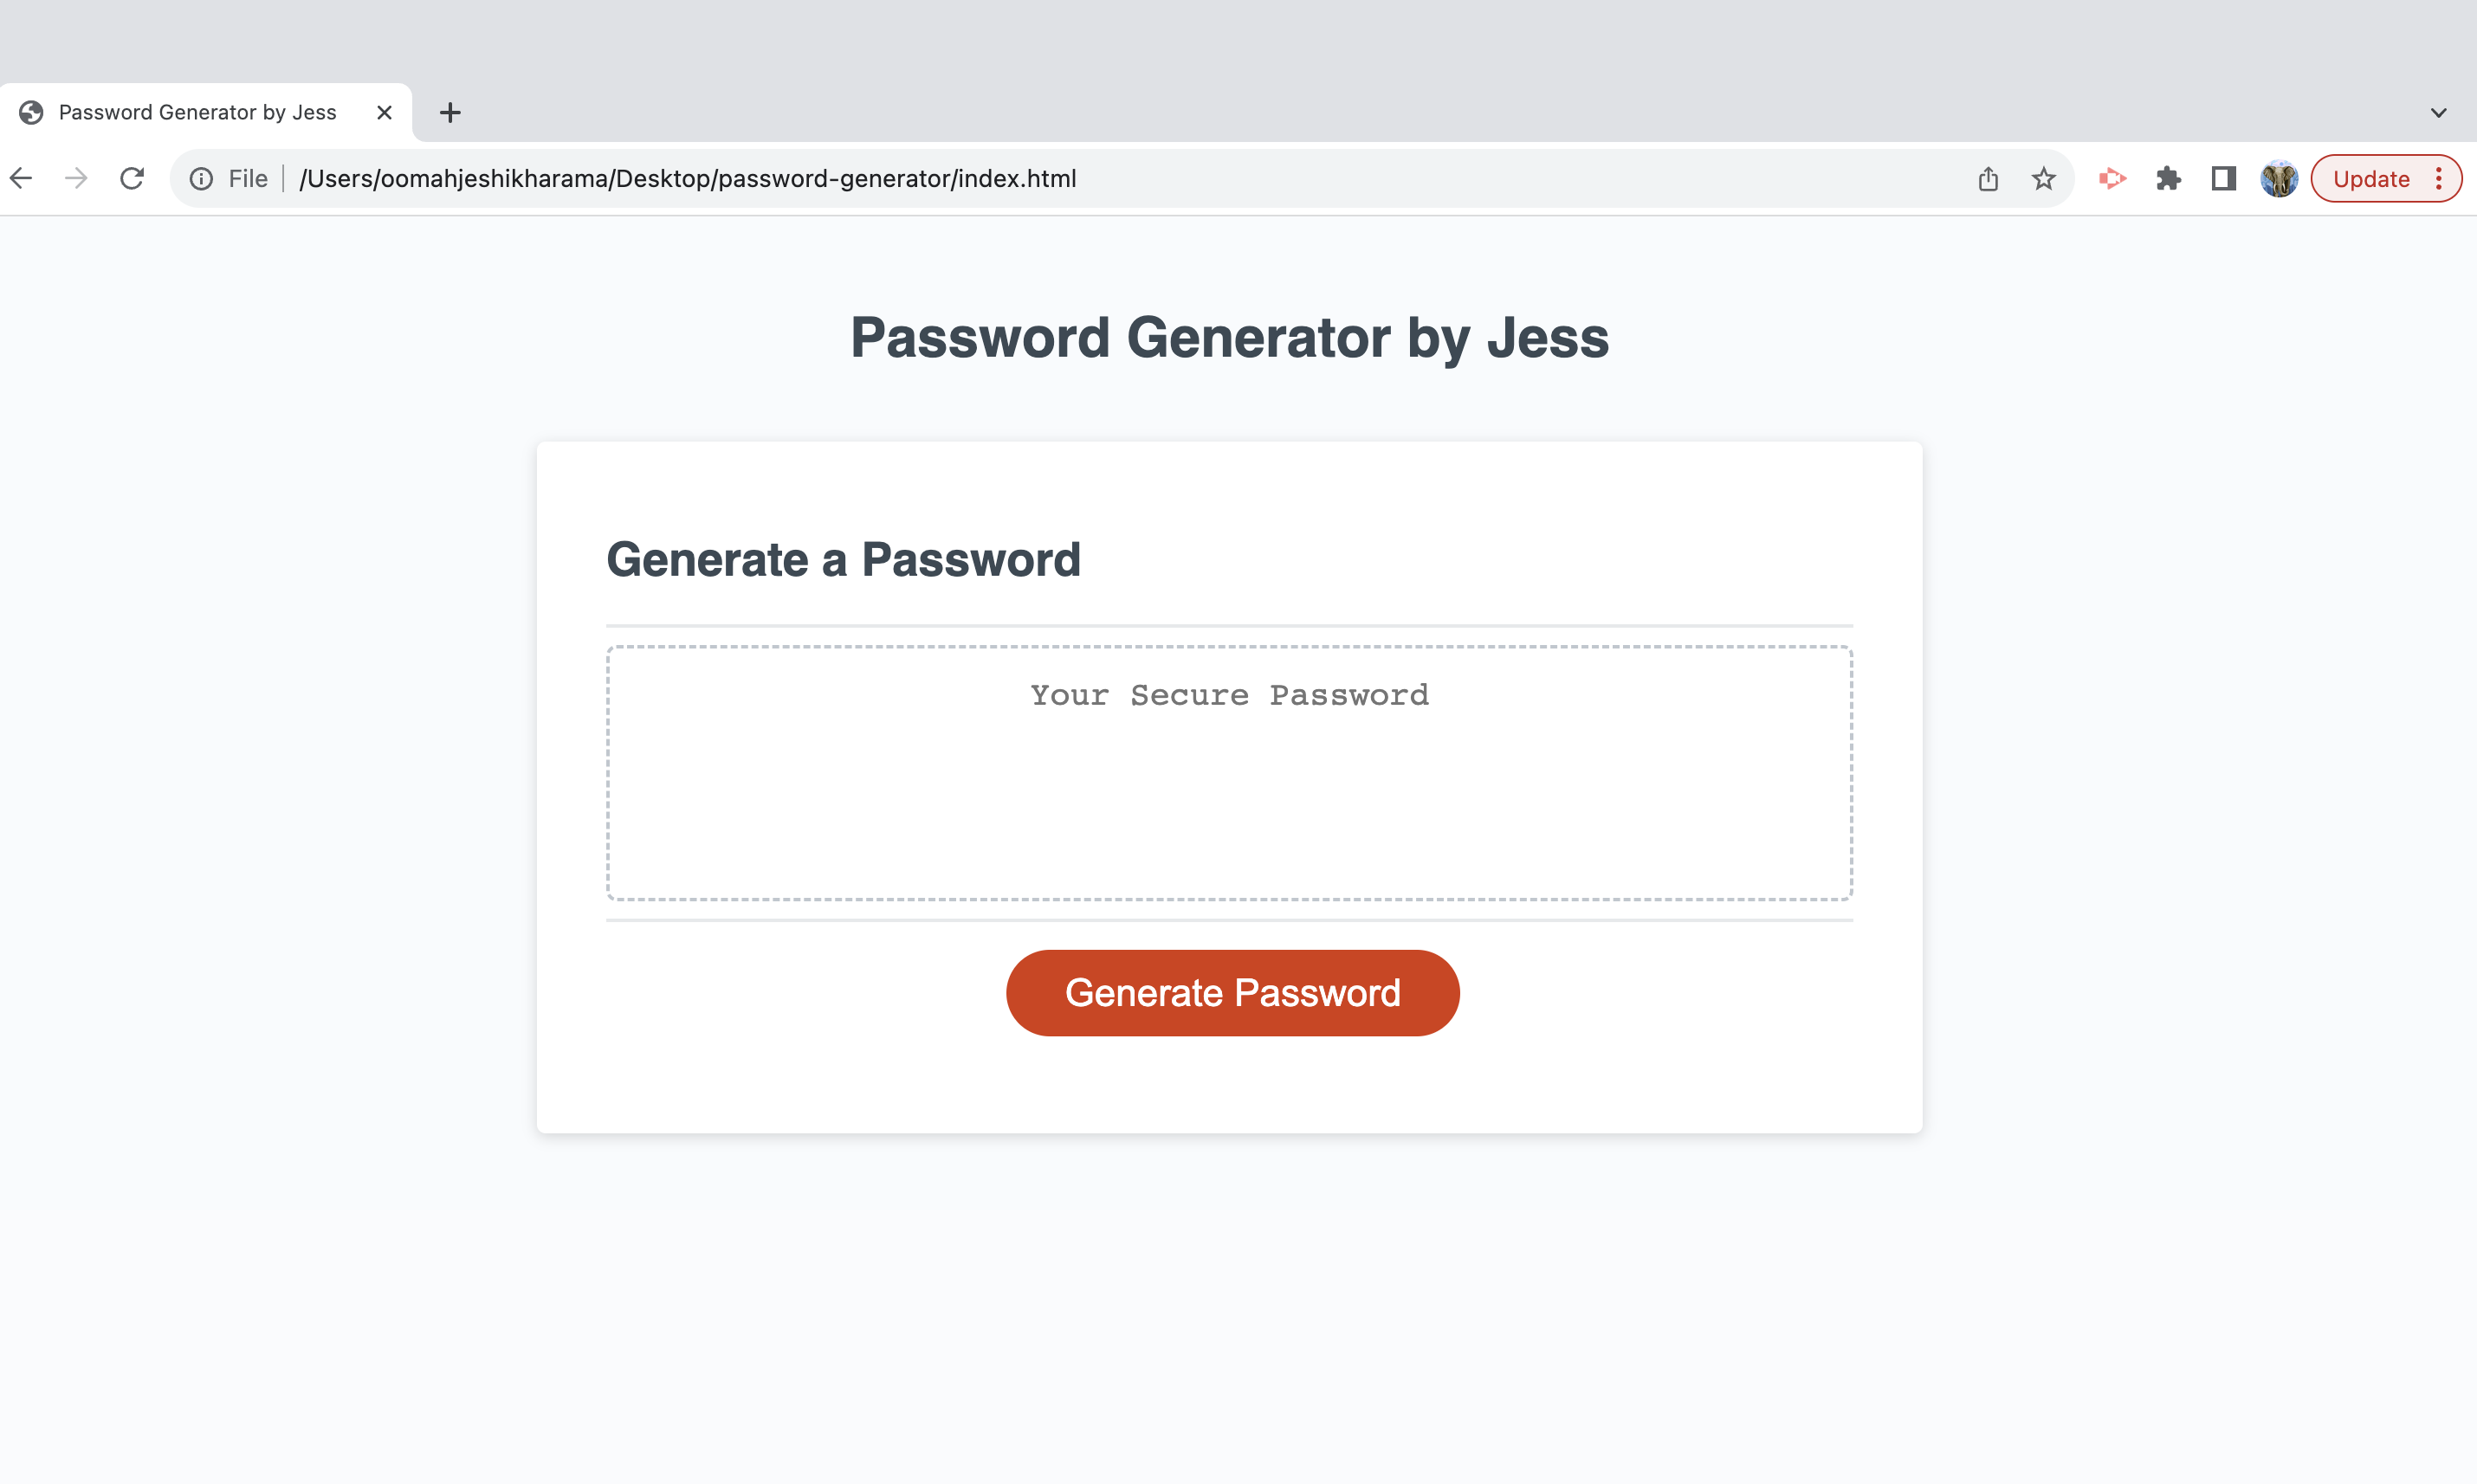 Password Generator by Jess
File /Users/oomahjeshikharama/Desktop/password-generator/index.html
Update
Password Generator by Jess
Generate a Password
Your Secure Password
Generate Password